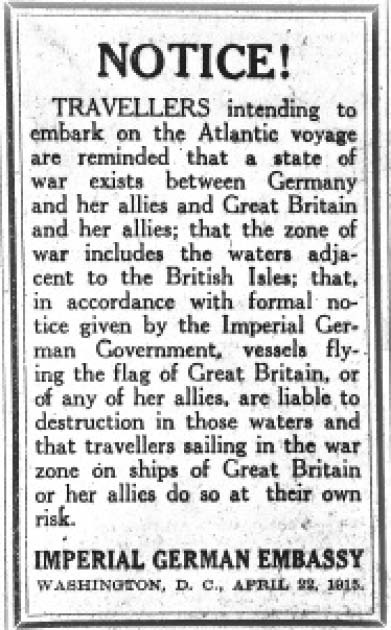 NOTICE!
TRAVELLERS intending to
embark on the Atlantic voyage
are reminded that a state of
war exists between Germany
and her allies and Great Britain
and her allies; that the zone of
war includes the waters adja-
cent to the British Isles; that,
in accordance with formal no-
tice given by the Imperial Ger-
man Government, vessels fly-
ing the flag of Great Britain, or
of any of her allies, are liable to
destruction in those waters and
that travellers sailing in the war
zone on ships of Great Britain
or her allies do so at their own
risk.
IMPERIAL GERMAN EMBASSY
WASHINGTON, D. C., APRIL 22, 1915.